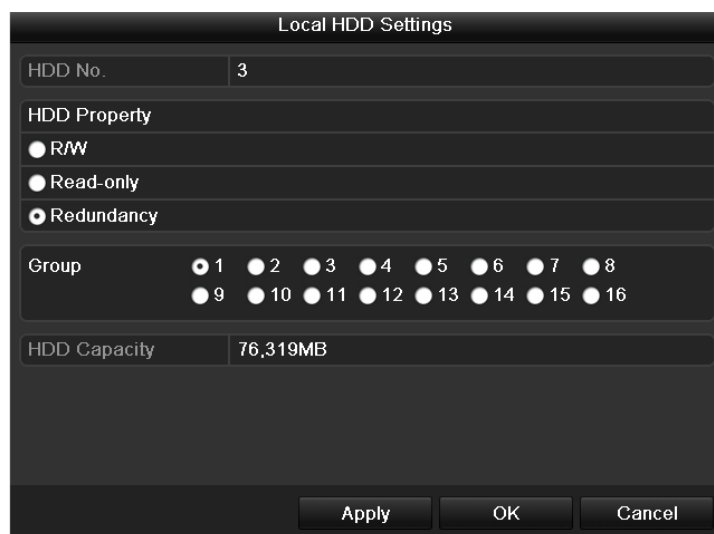 Local HDD Settings
HDD No. 3
HDD Property
R/W
Read-only
Redundancy
Group 1 2 3 4 5 6 7 8
9 10 11 12 13 14 15 16
HDD Capacity 76,319MB
Apply OK Cancel